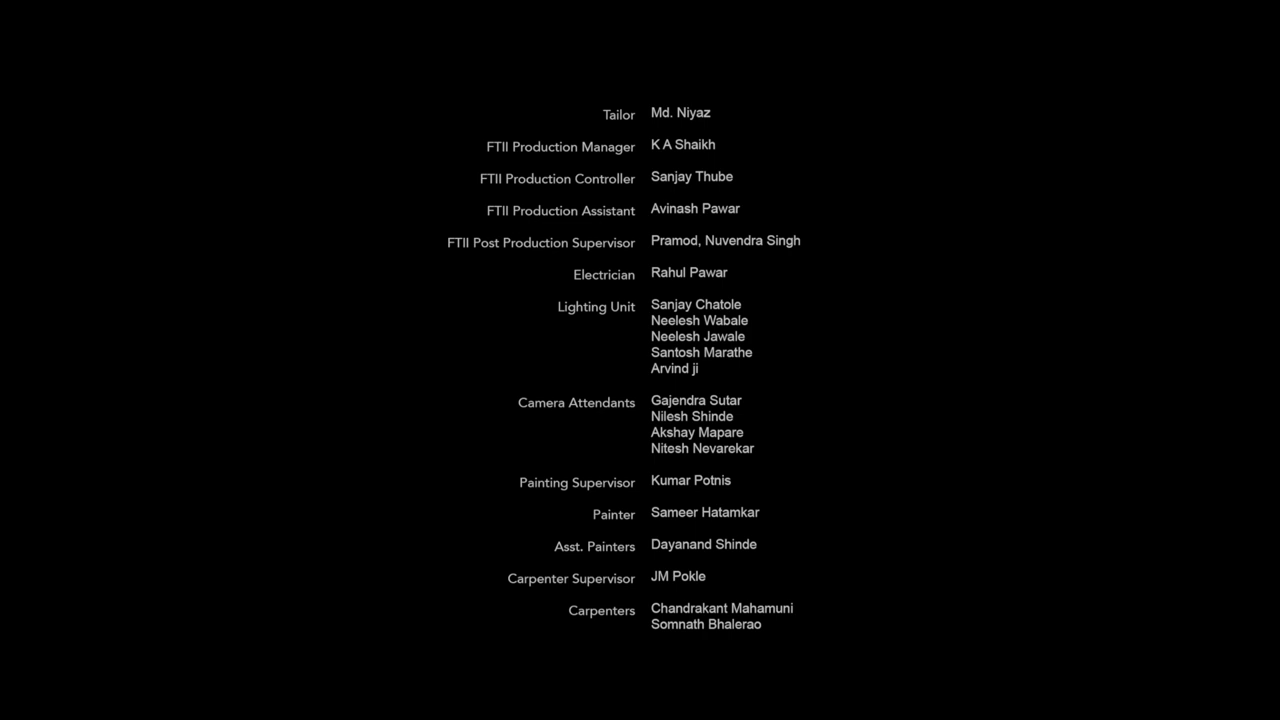 Tailor Md. Niyaz
FTII Production Manager K A Shaikh
FTII Production Controller Sanjay Thube
FTII Production Assistant Avinash Pawar
FTII Post Production Supervisor Pramod, Nuvendra Singh
Electrician Rahul Pawar
Lighting Unit Sanjay Chatole
Neelesh Wabale
Neelesh Jawale
Santosh Marathe
Arvind ji
Camera Attendants Gajendra Sutar
Nilesh Shinde
Akshay Mapare
Nitesh Nevarekar
Painting Supervisor Kumar Potnis
Painter Sameer Hatamkar
Asst. Painters Dayanand Shinde
Carpenter Supervisor JM Pokle
Carpenters Chandrakant Mahamuni
Somnath Bhalerao